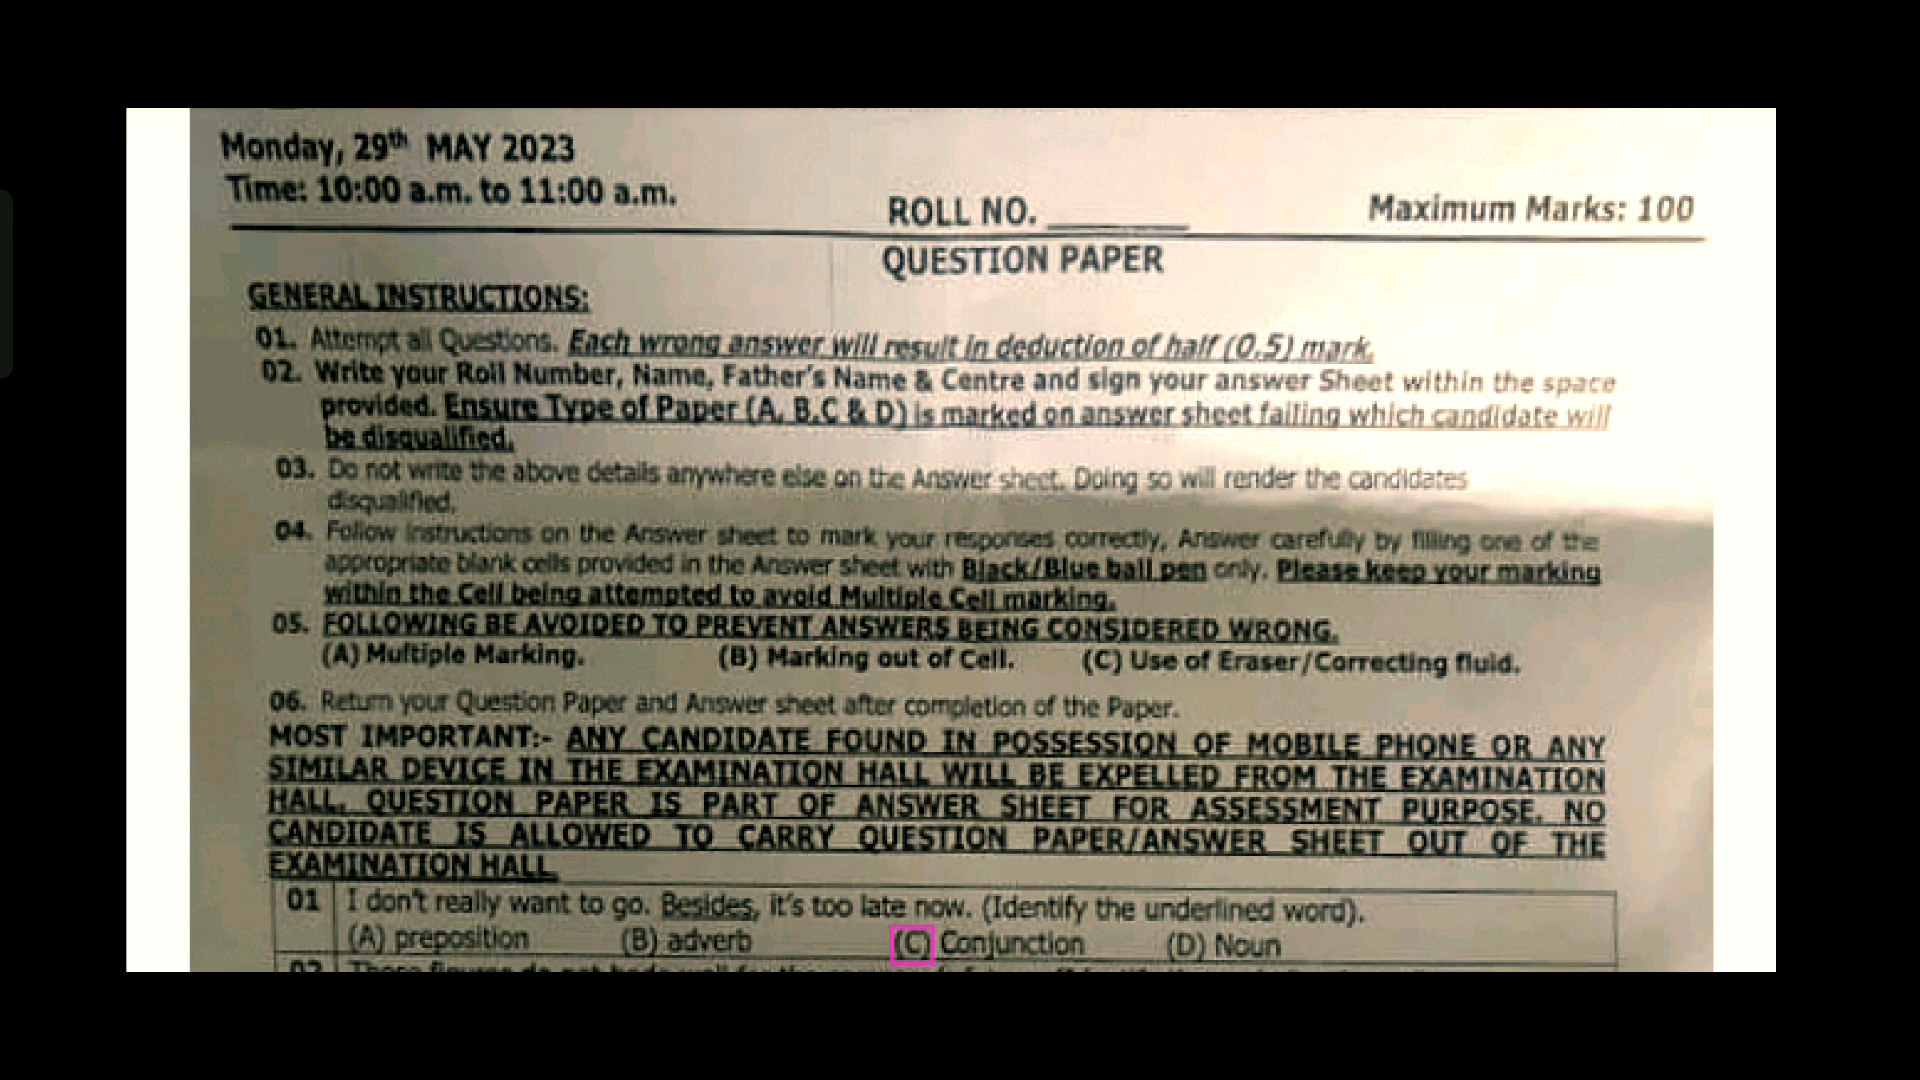 Monday, 29th MAY 2023
Time: 10:00 a.m. to 11:00 a.m.
ROLL NO. ________ Maximum Marks: 100
QUESTION PAPER
GENERAL INSTRUCTIONS:
01. Attempt all Questions. Each wrong answer will result in deduction of half (0.5) mark.
02. Write your Roll Number, Name, Father's Name & Centre and sign your answer Sheet within the space
provided. Ensure Type of Paper (A, B,C & D) is marked on answer sheet failing which candidate will
be disqualified.
03. Do not write the above details anywhere else on the Answer sheet. Doing so will render the candidates
disqualified.
04. Follow instructions on the Answer sheet to mark your responses correctly, Answer carefully by filling one of the
appropriate blank cells provided in the Answer sheet with Black/Blue ball pen only. Please keep your marking
within the Cell being attempted to avoid Multiple Cell marking.
05. FOLLOWING BE AVOIDED TO PREVENT ANSWERS BEING CONSIDERED WRONG.
(A) Multiple Marking. (B) Marking out of Cell. (C) Use of Eraser/Correcting fluid.
06. Return your Question Paper and Answer sheet after completion of the Paper.
MOST IMPORTANT:- ANY CANDIDATE FOUND IN POSSESSION OF MOBILE PHONE OR ANY
SIMILAR DEVICE IN THE EXAMINATION HALL WILL BE EXPELLED FROM THE EXAMINATION
HALL. QUESTION PAPER IS PART OF ANSWER SHEET FOR ASSESSMENT PURPOSE. NO
CANDIDATE IS ALLOWED TO CARRY QUESTION PAPER/ANSWER SHEET OUT OF THE
EXAMINATION HALL
01 I don't really want to go. Besides, it's too late now. (Identify the underlined word).
(A) preposition (B) adverb (C) Conjunction (D) Noun